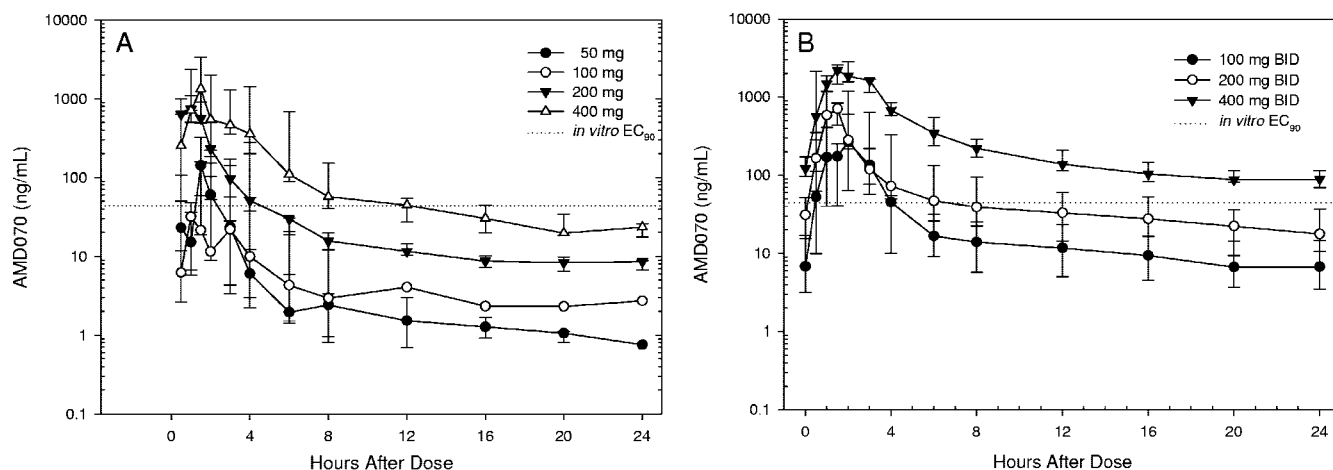 A
10000
1000
100
10
1
0.1
AMD070 (ng/mL)
0 4 8 12 16 20 24
Hours After Dose
50 mg
100 mg
200 mg
400 mg
in vitro EC₉₀
B
10000
1000
100
10
1
0.1
AMD070 (ng/mL)
0 4 8 12 16 20 24
Hours After Dose
100 mg BID
200 mg BID
400 mg BID
in vitro EC₉₀